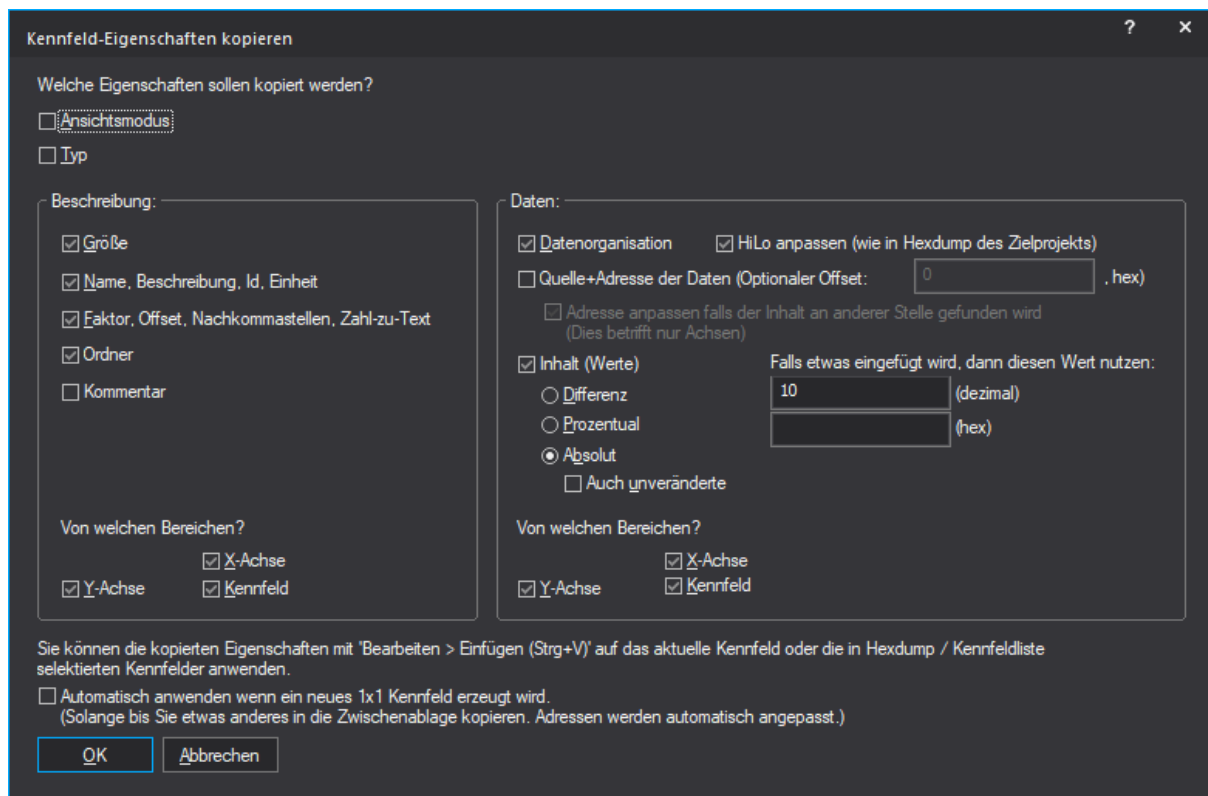 Kennfeld-Eigenschaften kopieren
? ×
Welche Eigenschaften sollen kopiert werden?
Ansichtsmodus
Typ
Beschreibung:
Größe
Name, Beschreibung, Id, Einheit
Faktor, Offset, Nachkommastellen, Zahl-zu-Text
Ordner
Kommentar
Von welchen Bereichen?
X-Achse
Y-Achse Kennfeld
Daten:
Datenorganisation HiLo anpassen (wie in Hexdump des Zielprojekts)
Quelle+Adresse der Daten (Optionaler Offset: 0 , hex)
Adresse anpassen falls der Inhalt an anderer Stelle gefunden wird
(Dies betrifft nur Achsen)
Inhalt (Werte) Falls etwas eingefügt wird, dann diesen Wert nutzen:
Differenz 10 (dezimal)
Prozentual (hex)
Absolut
Auch unveränderte
Von welchen Bereichen?
X-Achse
Y-Achse Kennfeld
Sie können die kopierten Eigenschaften mit 'Bearbeiten > Einfügen (Strg+V)' auf das aktuelle Kennfeld oder die in Hexdump / Kennfeldliste
selektierten Kennfelder anwenden.
Automatisch anwenden wenn ein neues 1x1 Kennfeld erzeugt wird.
(Solange bis Sie etwas anderes in die Zwischenablage kopieren. Adressen werden automatisch angepasst.)
OK Abbrechen